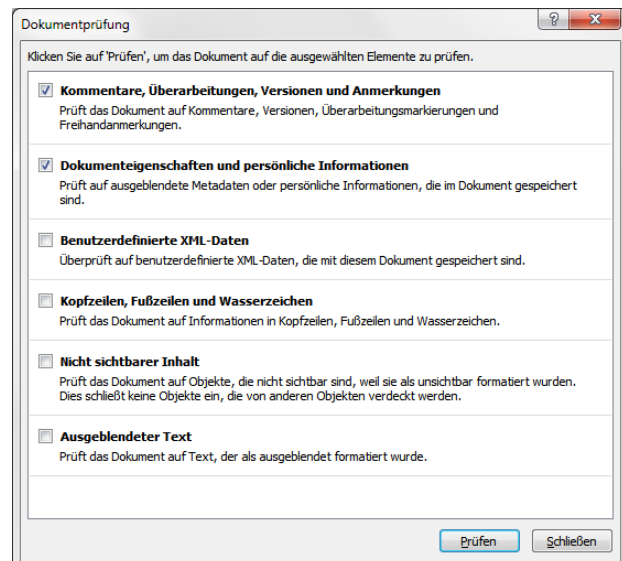 Dokumentprüfung
Klicken Sie auf 'Prüfen', um das Dokument auf die ausgewählten Elemente zu prüfen.
Kommentare, Überarbeitungen, Versionen und Anmerkungen
Prüft das Dokument auf Kommentare, Versionen, Überarbeitungsmarkierungen und
Freihandanmerkungen.
Dokumenteigenschaften und persönliche Informationen
Prüft auf ausgeblendete Metadaten oder persönliche Informationen, die im Dokument gespeichert
sind.
Benutzerdefinierte XML-Daten
Überprüft auf benutzerdefinierte XML-Daten, die mit diesem Dokument gespeichert sind.
Kopfzeilen, Fußzeilen und Wasserzeichen
Prüft das Dokument auf Informationen in Kopfzeilen, Fußzeilen und Wasserzeichen.
Nicht sichtbarer Inhalt
Prüft das Dokument auf Objekte, die nicht sichtbar sind, weil sie als unsichtbar formatiert wurden.
Dies schließt keine Objekte ein, die von anderen Objekten verdeckt werden.
Ausgeblendeter Text
Prüft das Dokument auf Text, der als ausgeblendet formatiert wurde.
Prüfen Schließen